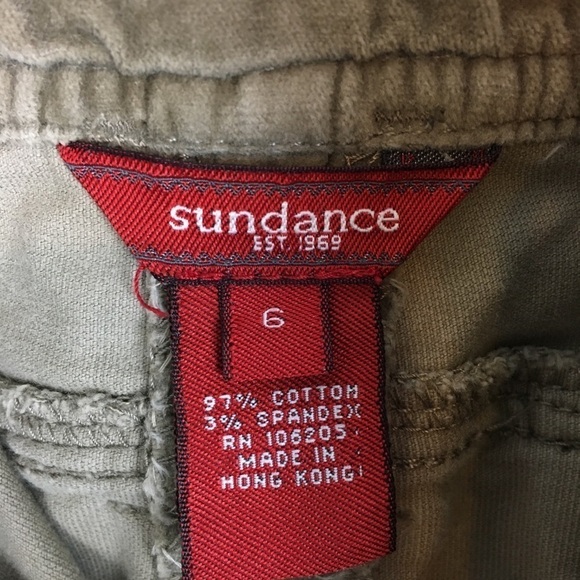 sundance
EST. 1969
6
97% COTTON
3% SPANDEX
RN 106205
MADE IN
HONG KONG